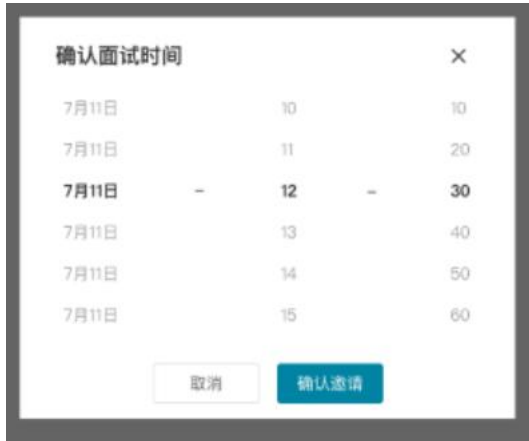 确认面试时间 ×
7月11日 10 10
7月11日 11 20
7月11日 - 12 - 30
7月11日 13 40
7月11日 14 50
7月11日 15 60
取消 确认邀请